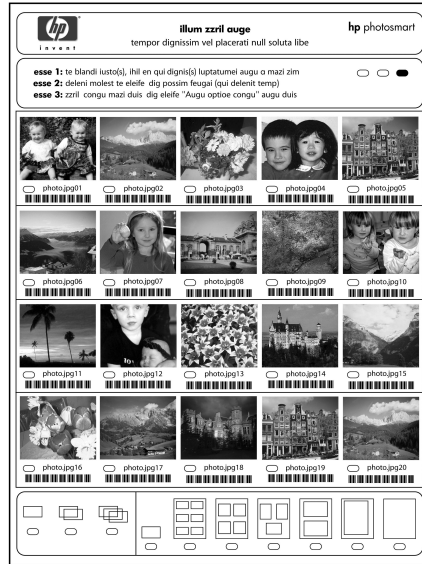 hp
invent
illum zzril auge
tempor dignissim vel placerati null soluta libe
hp photosmart
esse 1: te blandi iusto(s), ihil en qui dignis(s) luptatumei augu a mazi zim
esse 2: deleni molest te eleife dig possim feugai (qui delenit temp)
esse 3: zzril congu mazi duis dig eleife "Augu optioe congu" augu duis
photo.jpg01 photo.jpg02 photo.jpg03 photo.jpg04 photo.jpg05
photo.jpg06 photo.jpg07 photo.jpg08 photo.jpg09 photo.jpg10
photo.jpg11 photo.jpg12 photo.jpg13 photo.jpg14 photo.jpg15
photo.jpg16 photo.jpg17 photo.jpg18 photo.jpg19 photo.jpg20